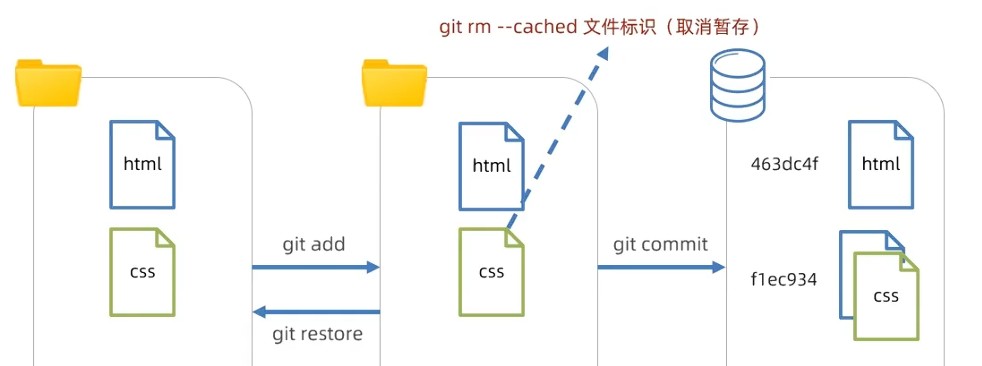 git rm --cached 文件标识（取消暂存）
html
html
463dc4f
html
git add
git commit
css
css
f1ec934
css
git restore